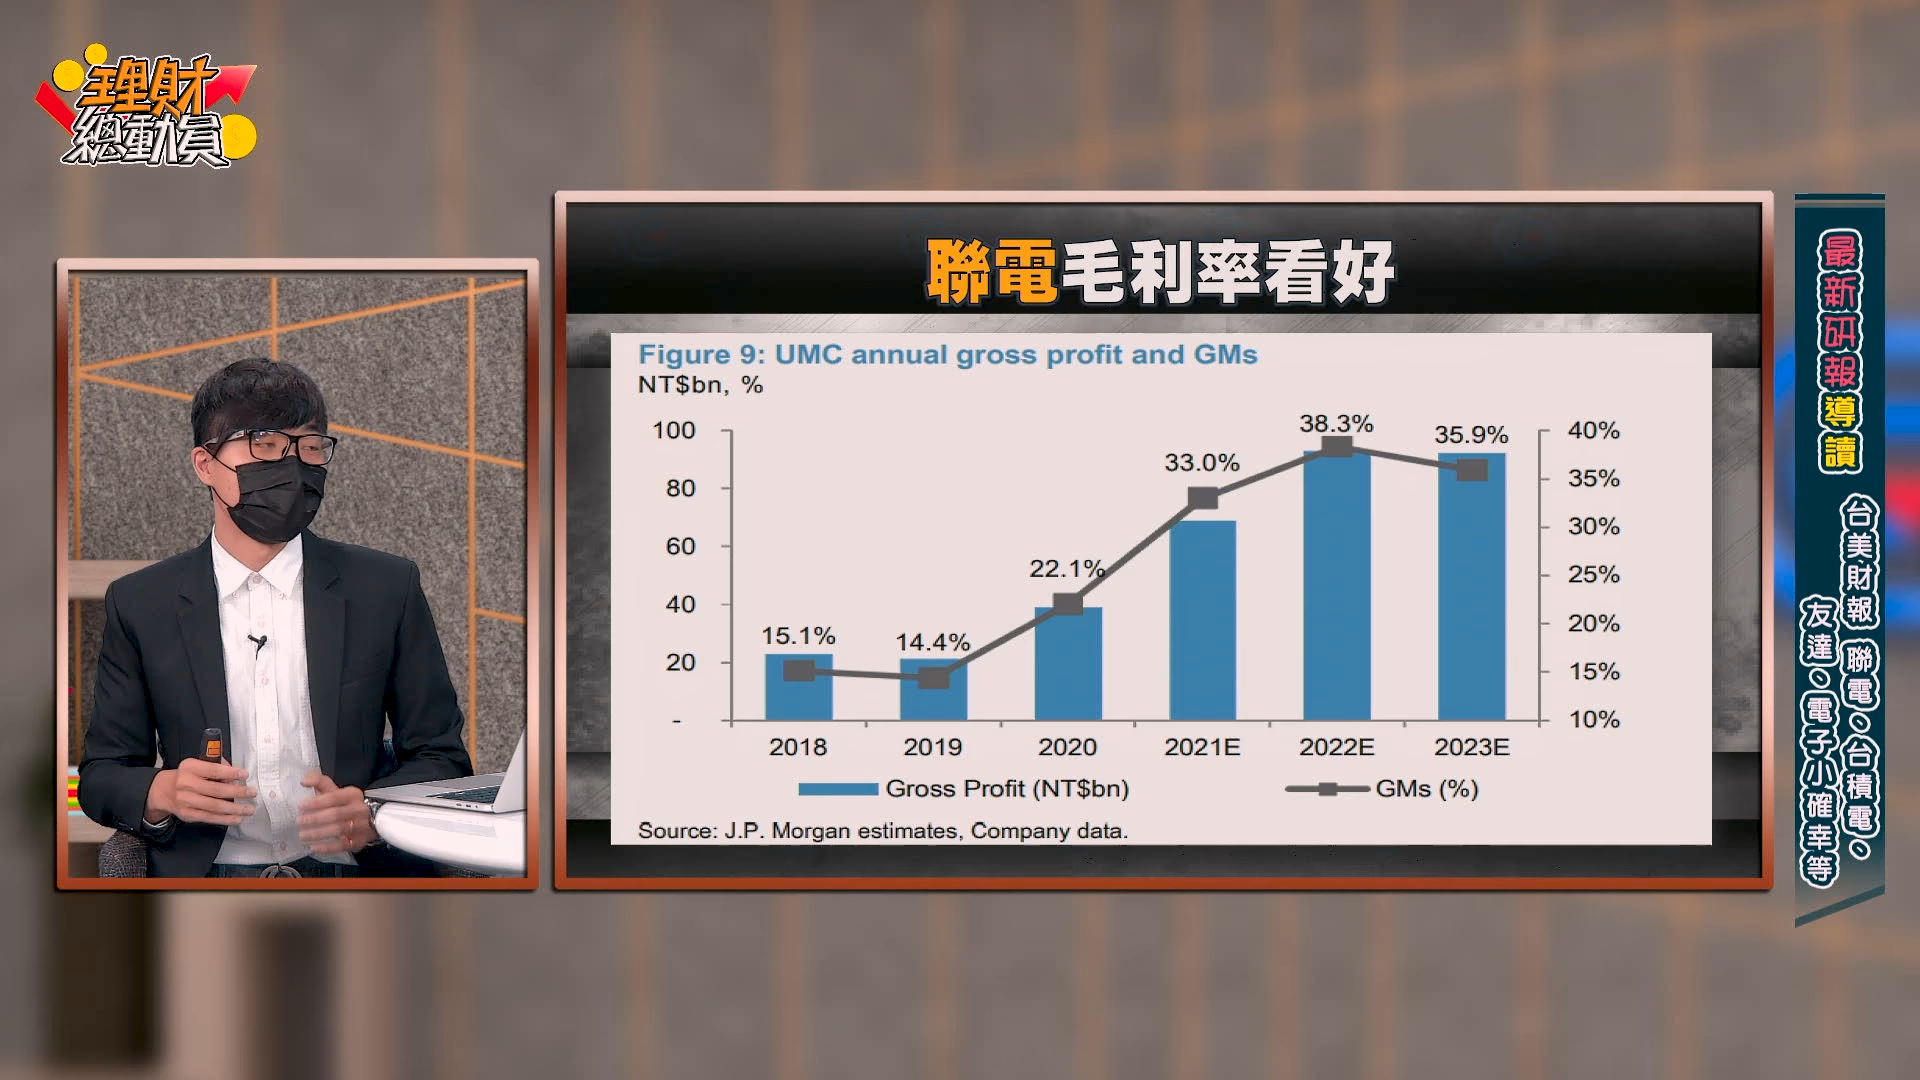 理財
總動員
聯電毛利率看好
Figure 9: UMC annual gross profit and GMs
NT$bn, %
100
80
60
40
20
-
15.1%
14.4%
22.1%
33.0%
38.3%
35.9%
40%
35%
30%
25%
20%
15%
10%
2018
2019
2020
2021E
2022E
2023E
Gross Profit (NT$bn)
GMs (%)
Source: J.P. Morgan estimates, Company data.
最新研報導讀
台美財報 聯電。台積電。
友達。電子小確幸等